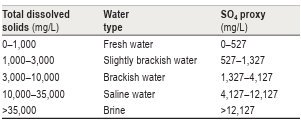 Total dissolved Water SO₄ proxy
solids (mg/L) type (mg/L)
0–1,000 Fresh water 0–527
1,000–3,000 Slightly brackish water 527–1,327
3,000–10,000 Brackish water 1,327–4,127
10,000–35,000 Saline water 4,127–12,127
>35,000 Brine >12,127